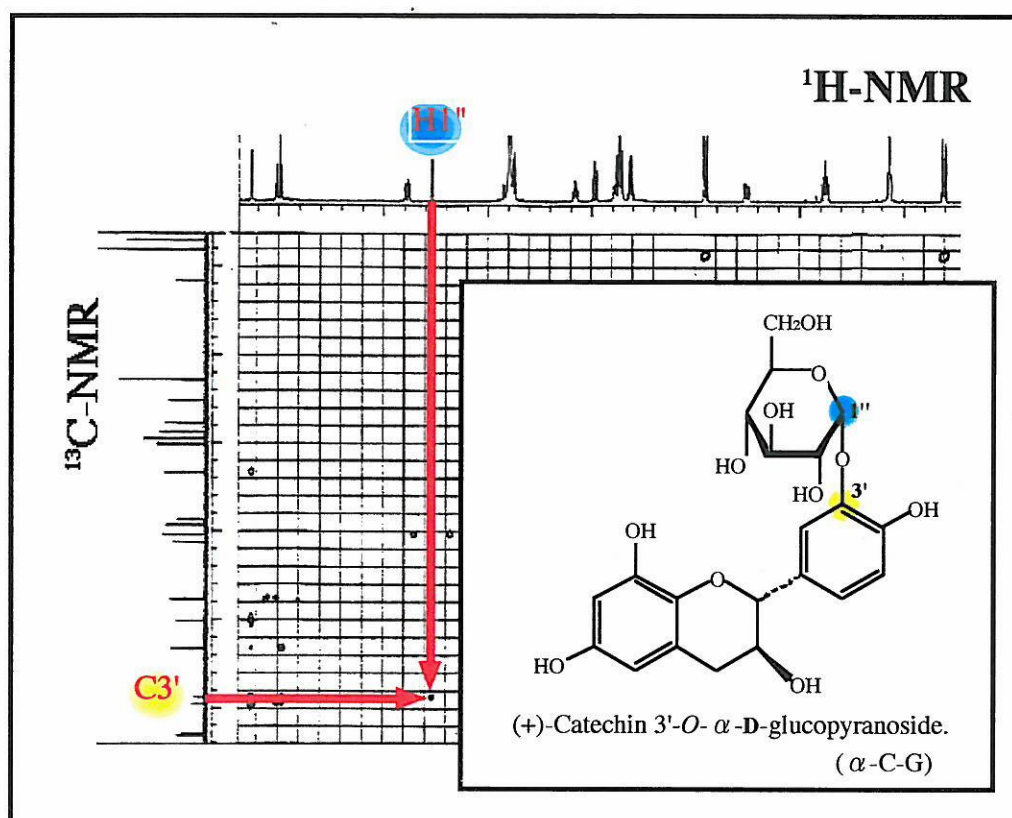 ¹H-NMR
H1"
¹³C-NMR
C3'
CH₂OH
O
OH
1"
HO
O
HO
3'
OH
OH
O
HO
OH
(+)-Catechin 3'-O- α-D-glucopyranoside.
(α-C-G)